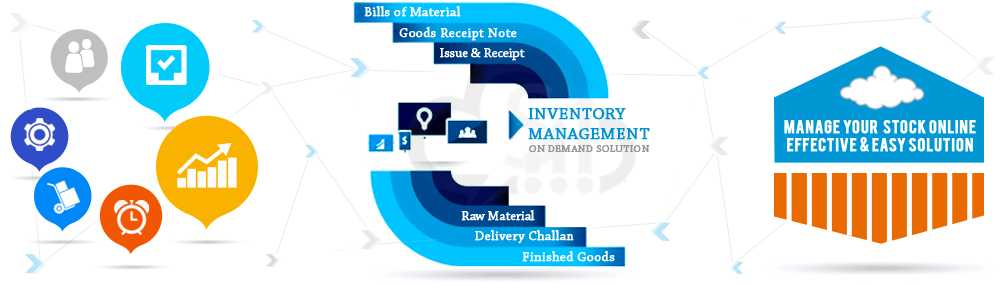 Bills of Material
Goods Receipt Note
Issue & Receipt
$
INVENTORY
MANAGEMENT
ON DEMAND SOLUTION
Raw Material
Delivery Challan
Finished Goods
MANAGE YOUR STOCK ONLINE
EFFECTIVE & EASY SOLUTION